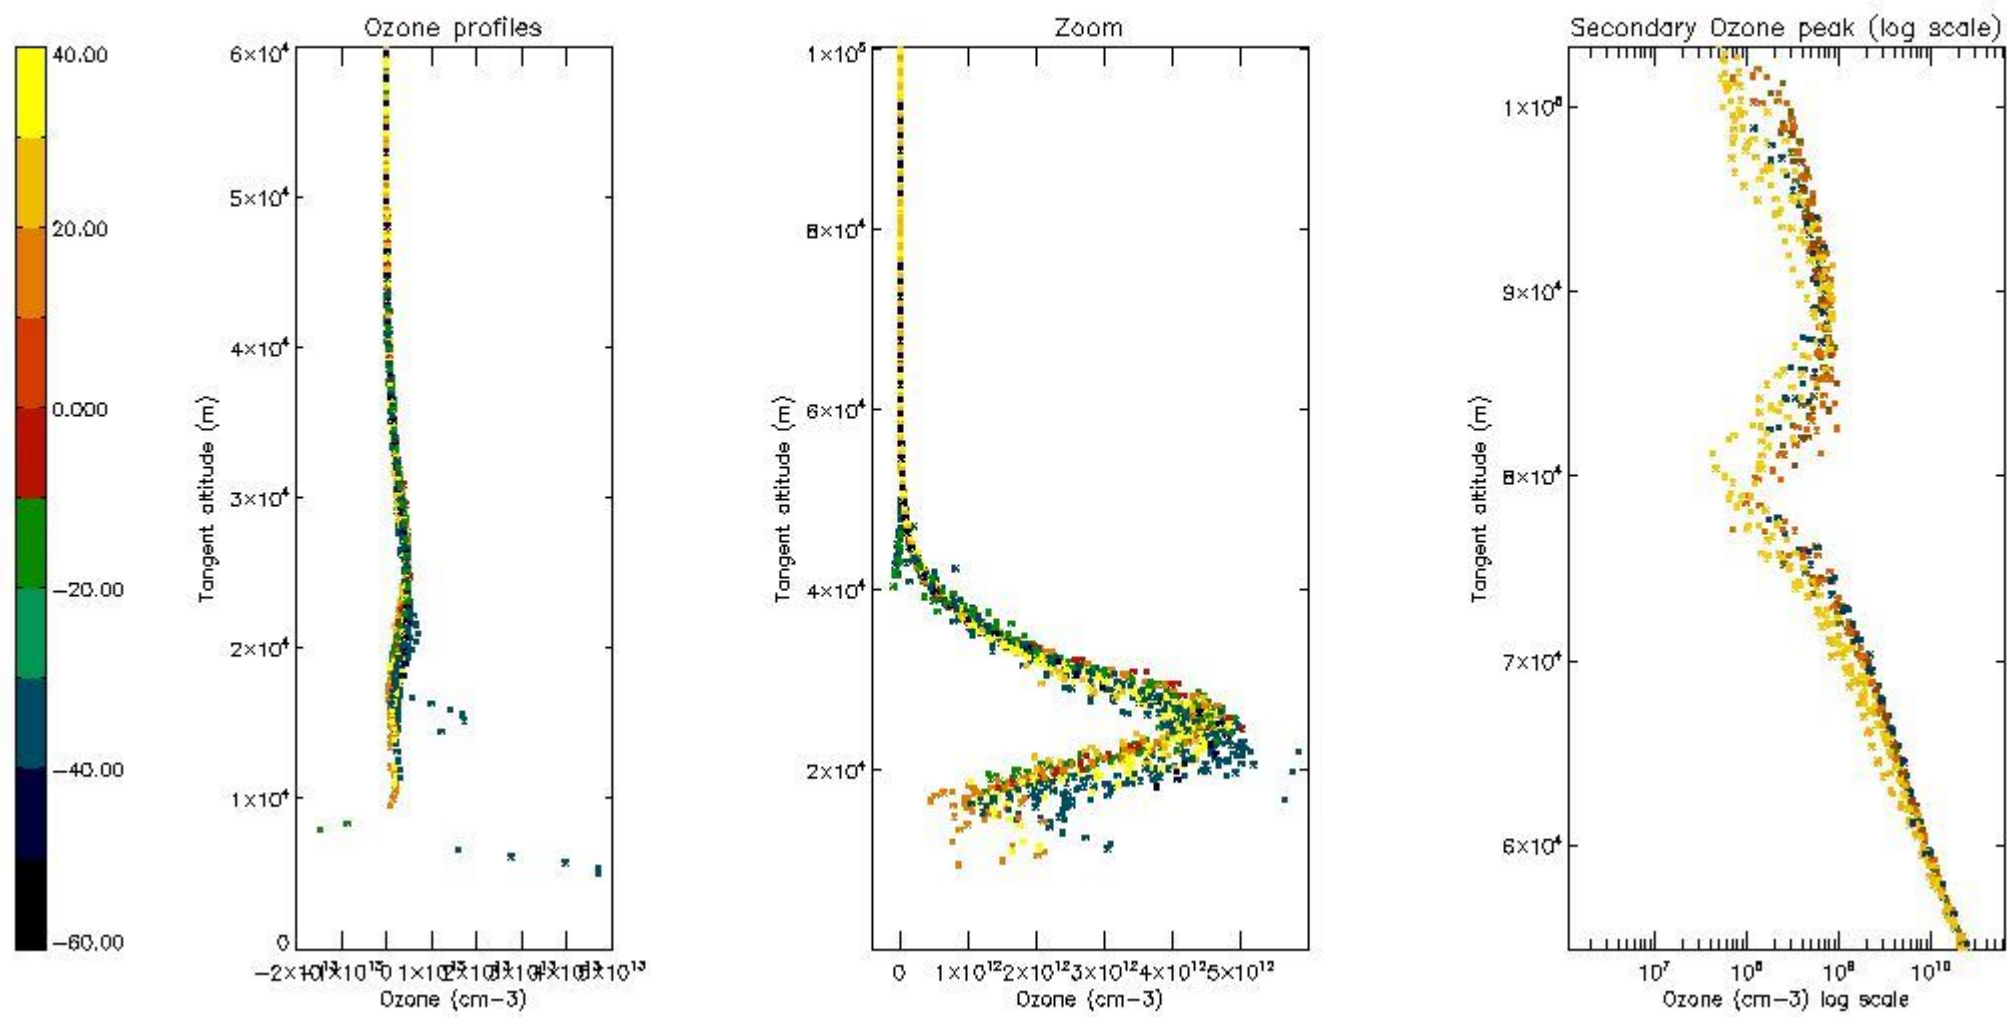 Ozone profiles
Zoom
Secondary Ozone peak (log scale)
40.00
20.00
0.000
−20.00
−40.00
−60.00
6×10⁴
5×10⁴
4×10⁴
3×10⁴
2×10⁴
1×10⁴
0
Tangent altitude (m)
0
Ozone (cm−3)
1×10⁵
8×10⁴
6×10⁴
4×10⁴
2×10⁴
Tangent altitude (m)
0 1×10¹² 2×10¹² 3×10¹² 4×10¹² 5×10¹²
Ozone (cm−3)
9×10⁴
8×10⁴
7×10⁴
6×10⁴
Tangent altitude (m)
10⁷ 10⁸ 10⁹ 10¹⁰
Ozone (cm−3) log scale